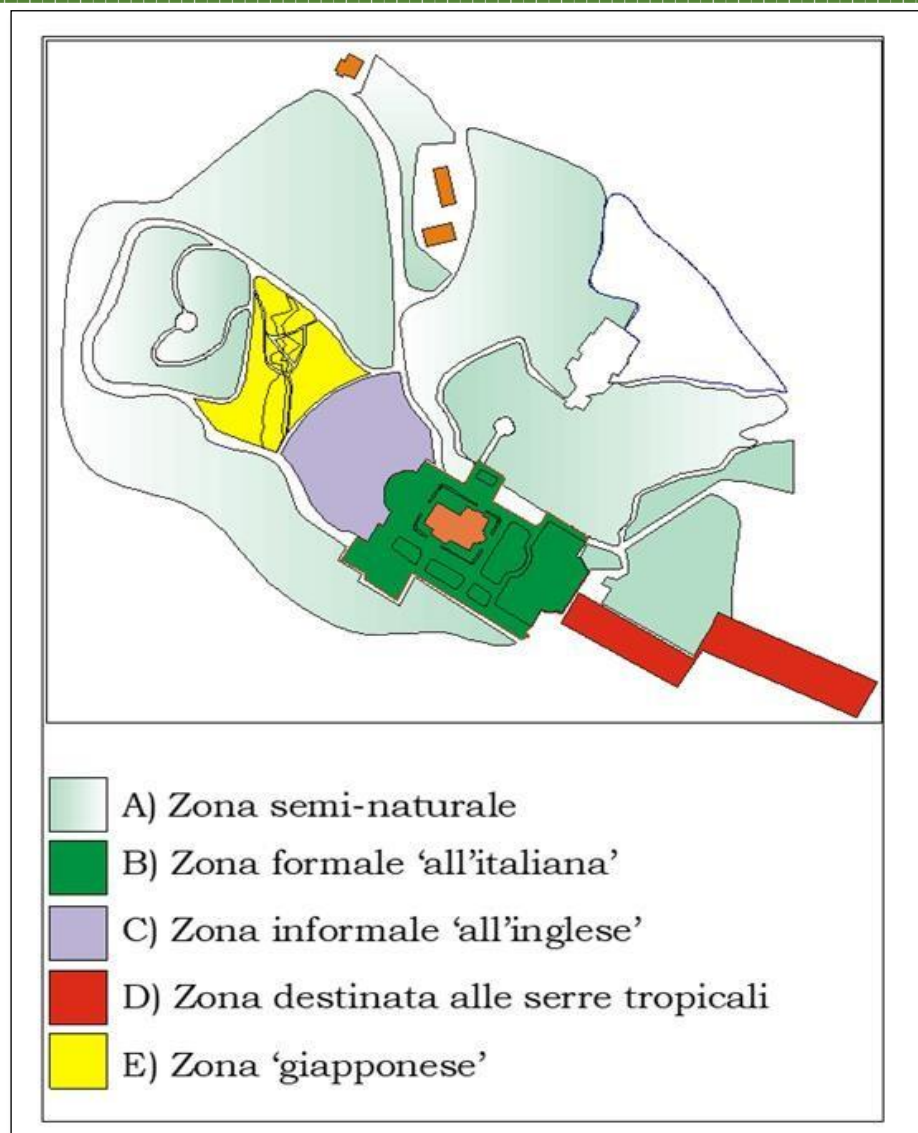 A) Zona semi-naturale
B) Zona formale ‘all’italiana’
C) Zona informale ‘all’inglese’
D) Zona destinata alle serre tropicali
E) Zona ‘giapponese’